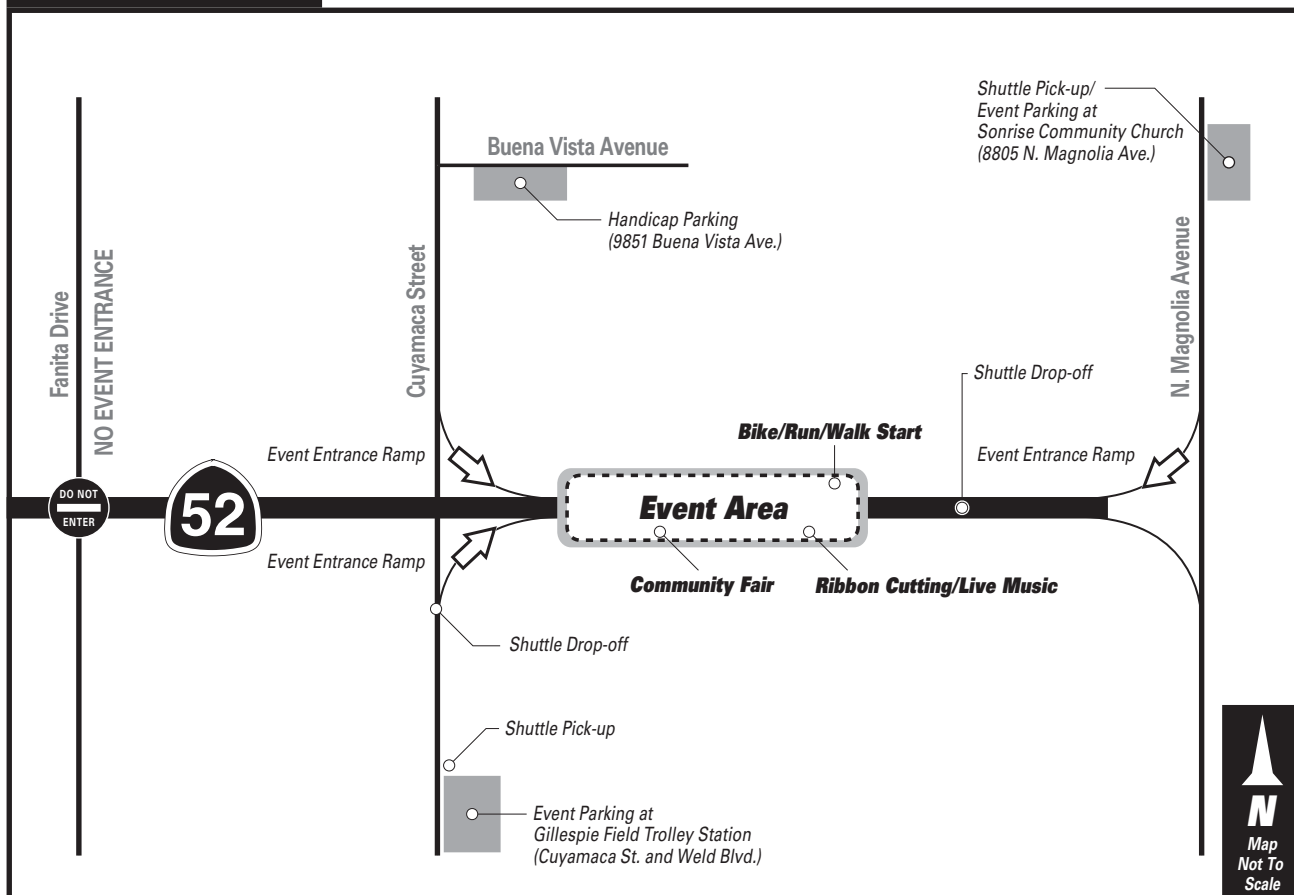 Shuttle Pick-up/
Event Parking at
Sonrise Community Church
(8805 N. Magnolia Ave.)
Buena Vista Avenue
Handicap Parking
(9851 Buena Vista Ave.)
Fanita Drive
NO EVENT ENTRANCE
Cuyamaca Street
N. Magnolia Avenue
Shuttle Drop-off
Bike/Run/Walk Start
Event Entrance Ramp
Event Entrance Ramp
DO NOT
ENTER
52
Event Area
Event Entrance Ramp
Community Fair
Ribbon Cutting/Live Music
Shuttle Drop-off
Shuttle Pick-up
Event Parking at
Gillespie Field Trolley Station
(Cuyamaca St. and Weld Blvd.)
N
Map
Not To
Scale